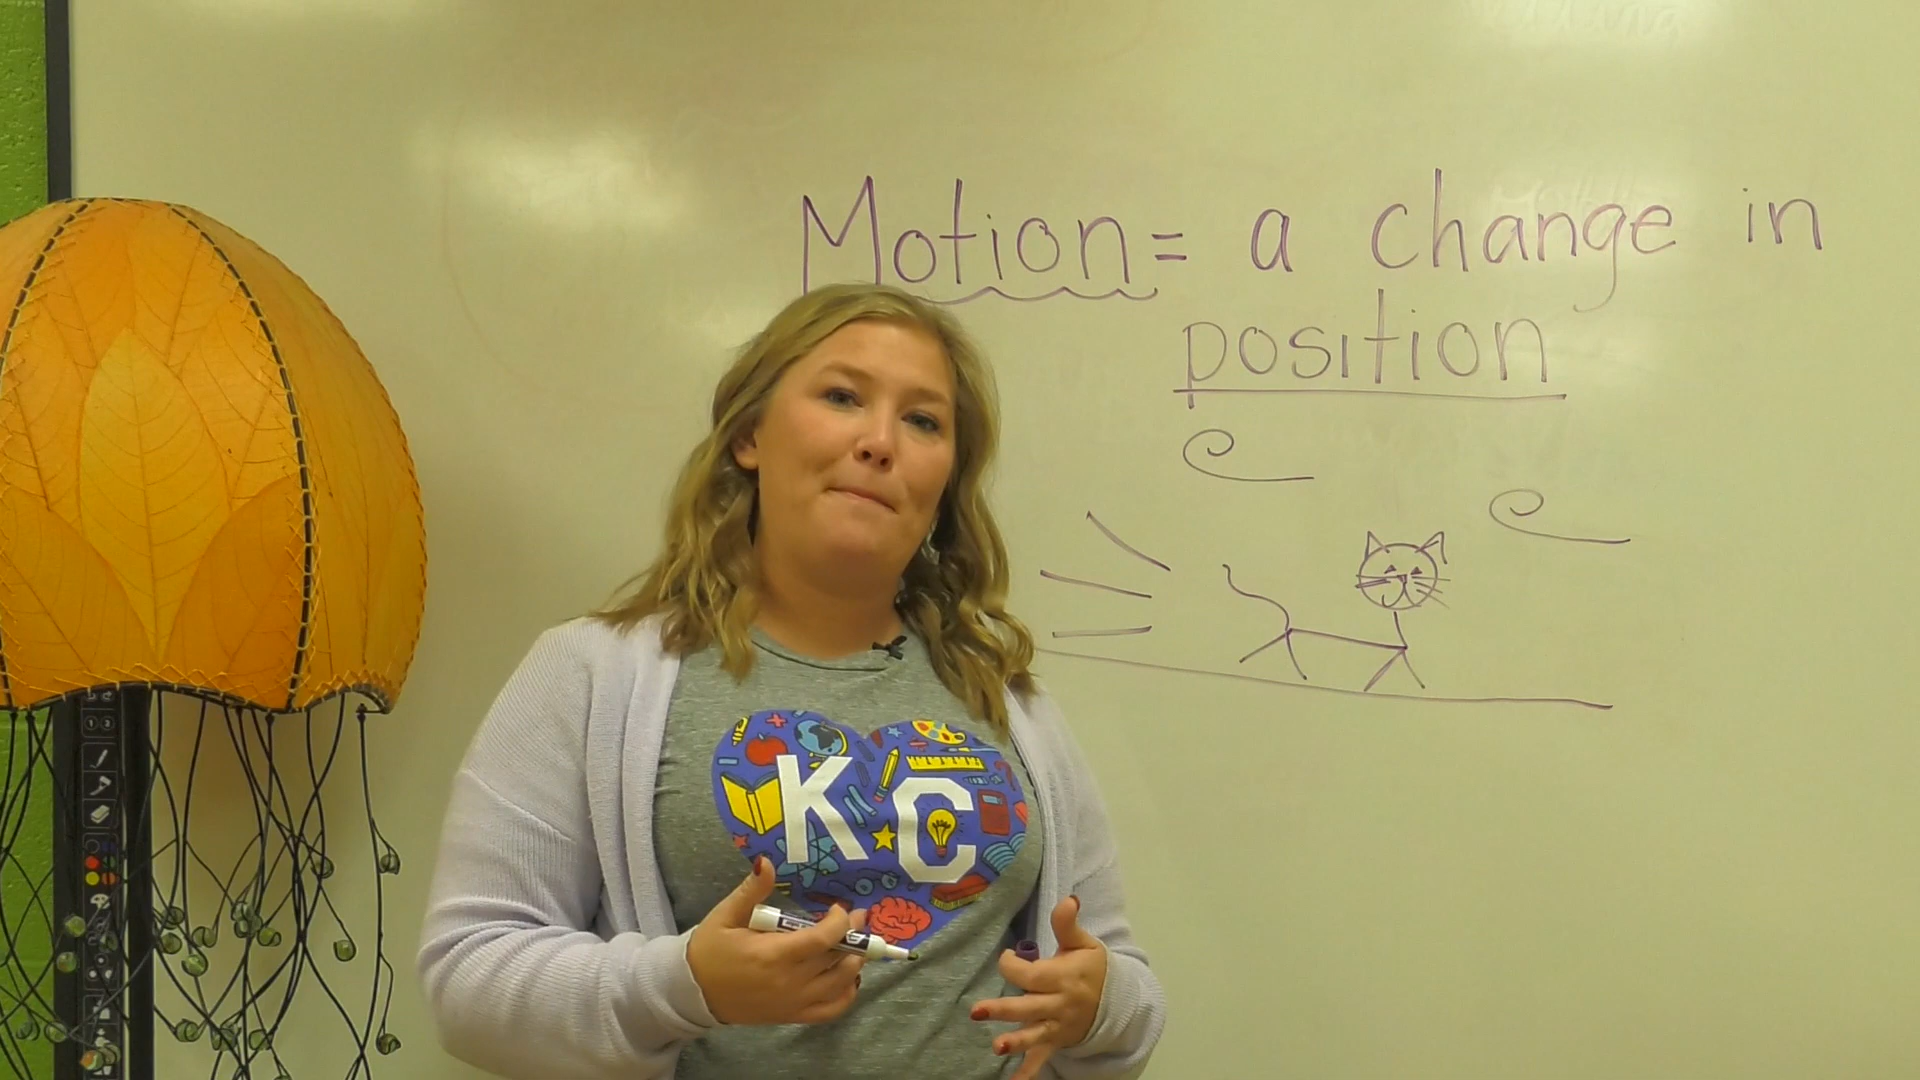 Motion = a change in
position
KC